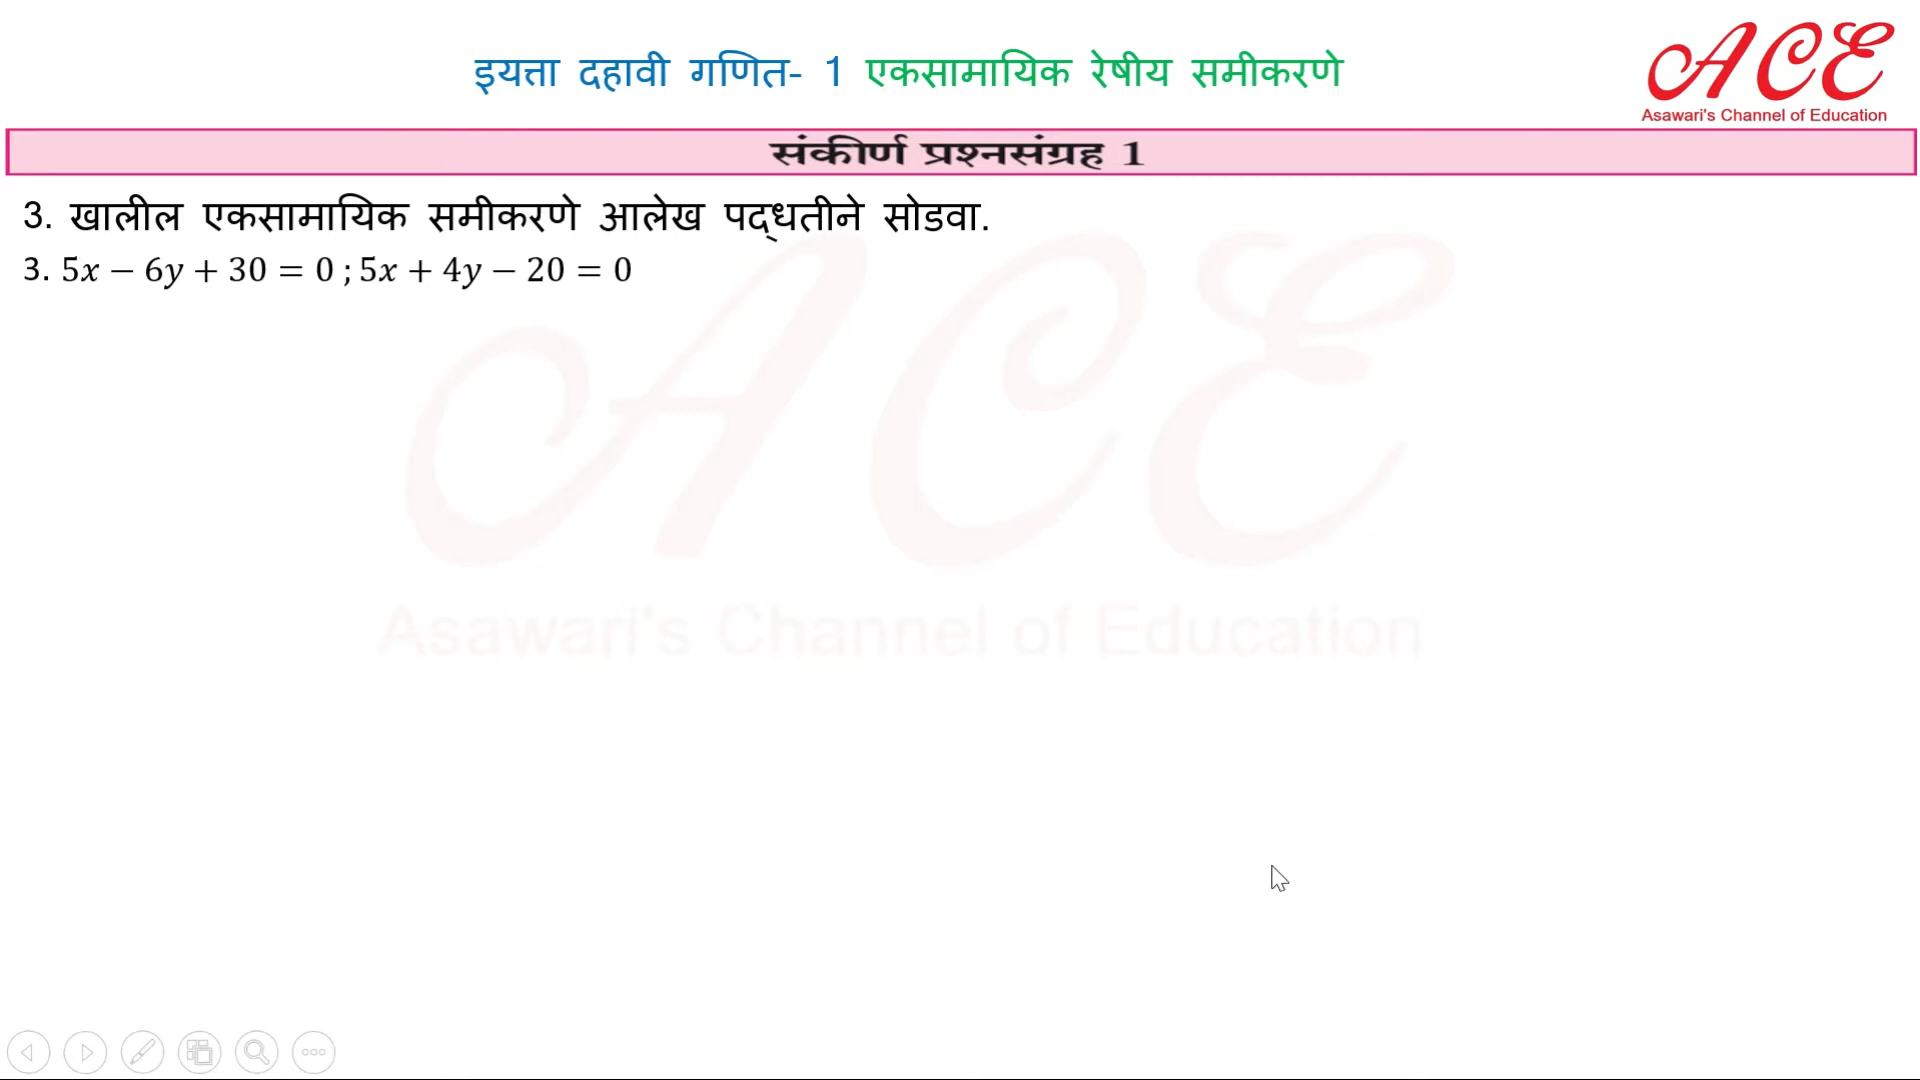 इयत्ता दहावी गणित- 1 एकसामायिक रेषीय समीकरणे
ACE
Asawari's Channel of Education
संकीर्ण प्रश्नसंग्रह 1
3. खालील एकसामायिक समीकरणे आलेख पद्धतीने सोडवा.
3. 5x − 6y + 30 = 0 ; 5x + 4y − 20 = 0
ACE
Asawari's Channel of Education